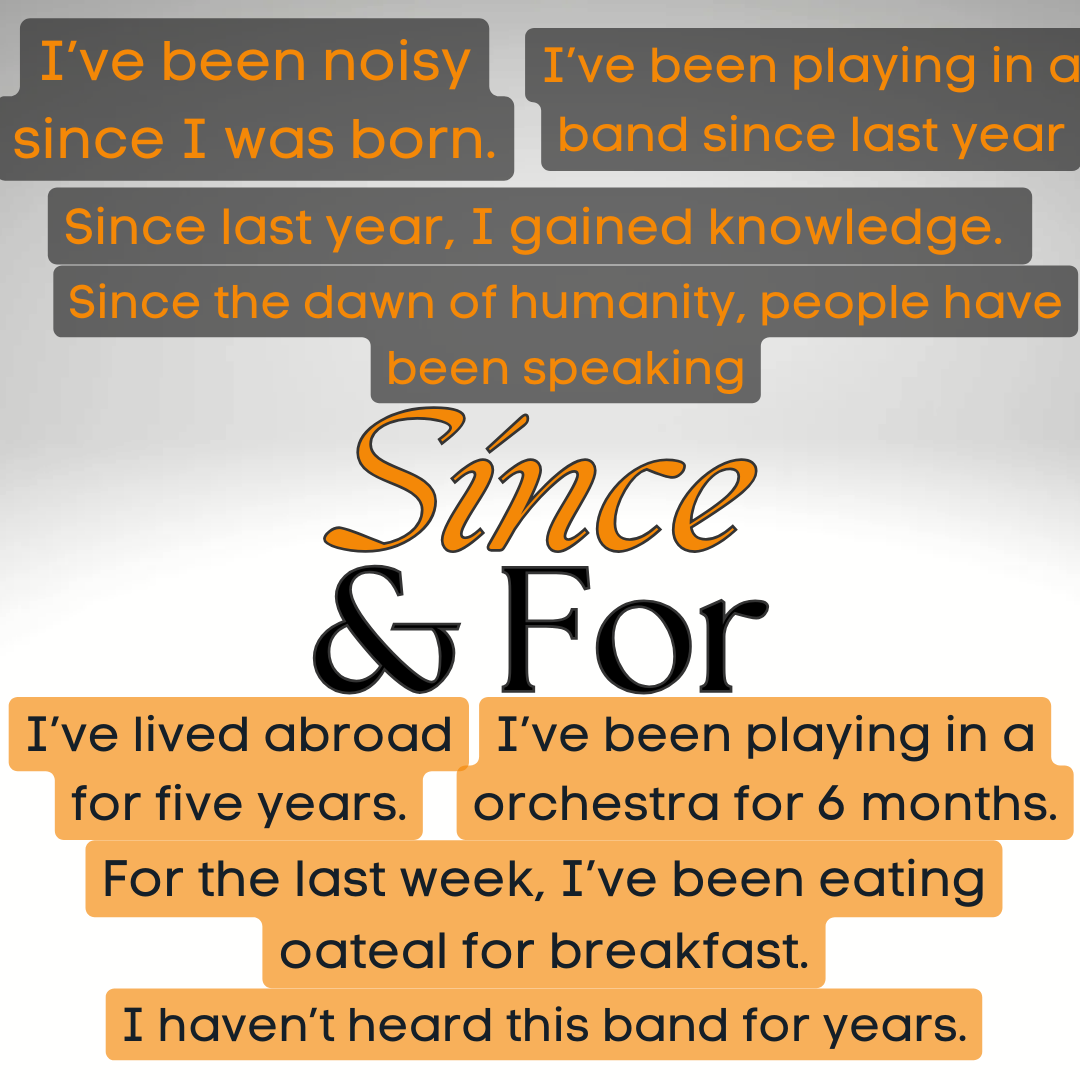 I’ve been noisy
since I was born.
I’ve been playing in a
band since last year
Since last year, I gained knowledge.
Since the dawn of humanity, people have
been speaking
Since
& For
I’ve lived abroad
for five years.
I’ve been playing in a
orchestra for 6 months.
For the last week, I’ve been eating
oateal for breakfast.
I haven’t heard this band for years.